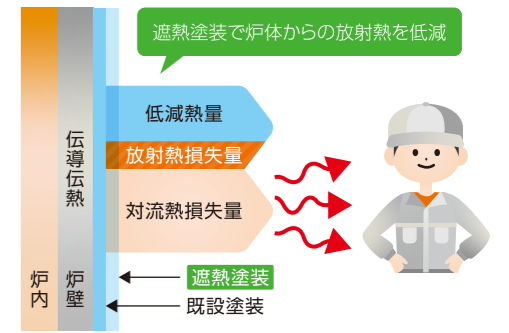 遮熱塗装で炉体からの放射熱を低減
低減熱量
放射熱損失量
対流熱損失量
伝導伝熱
炉内
炉壁
遮熱塗装
既設塗装